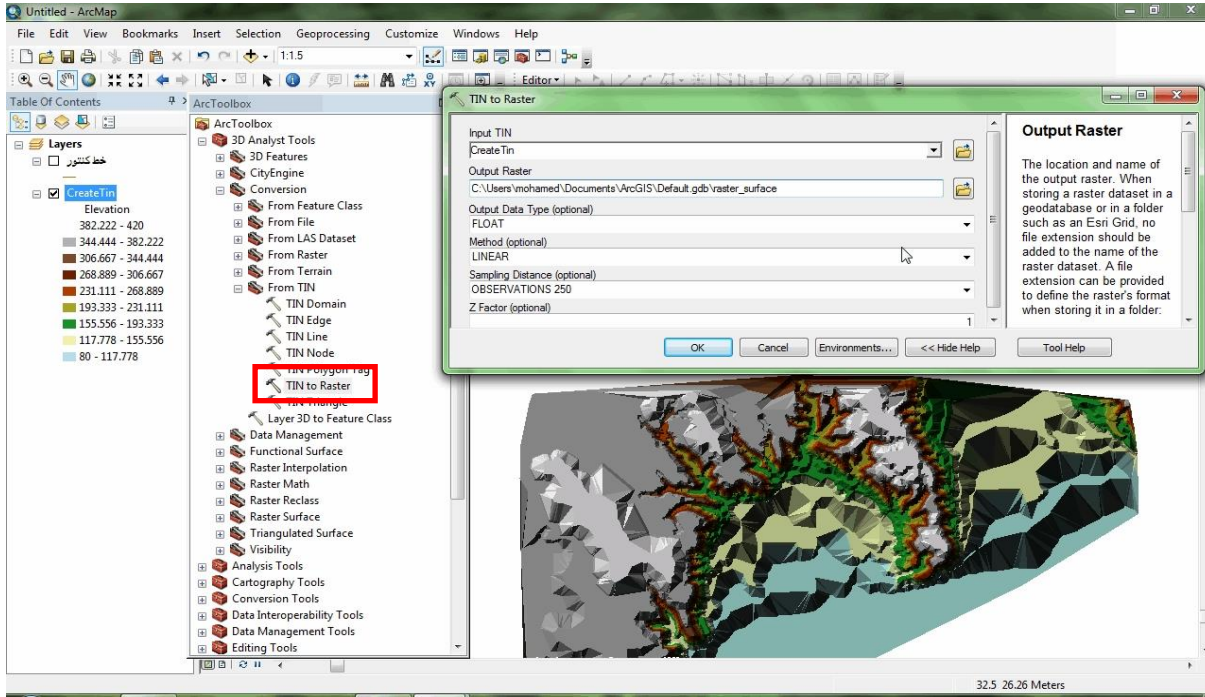 Untitled - ArcMap
File Edit View Bookmarks Insert Selection Geoprocessing Customize Windows Help
1:1.5
Editor
Table Of Contents
Layers
خط كنتور
CreateTin
Elevation
382.222 - 420
344.444 - 382.222
306.667 - 344.444
268.889 - 306.667
231.111 - 268.889
193.333 - 231.111
155.556 - 193.333
117.778 - 155.556
80 - 117.778
ArcToolbox
ArcToolbox
3D Analyst Tools
3D Features
CityEngine
Conversion
From Feature Class
From File
From LAS Dataset
From Raster
From Terrain
From TIN
TIN Domain
TIN Edge
TIN Line
TIN Node
TIN Polygon Tag
TIN to Raster
TIN Triangle
Layer 3D to Feature Class
Data Management
Functional Surface
Raster Interpolation
Raster Math
Raster Reclass
Raster Surface
Triangulated Surface
Visibility
Analysis Tools
Cartography Tools
Conversion Tools
Data Interoperability Tools
Data Management Tools
Editing Tools
TIN to Raster
Input TIN
CreateTin
Output Raster
C:\Users\mohamed\Documents\ArcGIS\Default.gdb\raster_surface
Output Data Type (optional)
FLOAT
Method (optional)
LINEAR
Sampling Distance (optional)
OBSERVATIONS 250
Z Factor (optional)
1
OK Cancel Environments... << Hide Help Tool Help
Output Raster
The location and name of
the output raster. When
storing a raster dataset in a
geodatabase or in a folder
such as an Esri Grid, no
file extension should be
added to the name of the
raster dataset. A file
extension can be provided
to define the raster's format
when storing it in a folder:
32.5 26.26 Meters